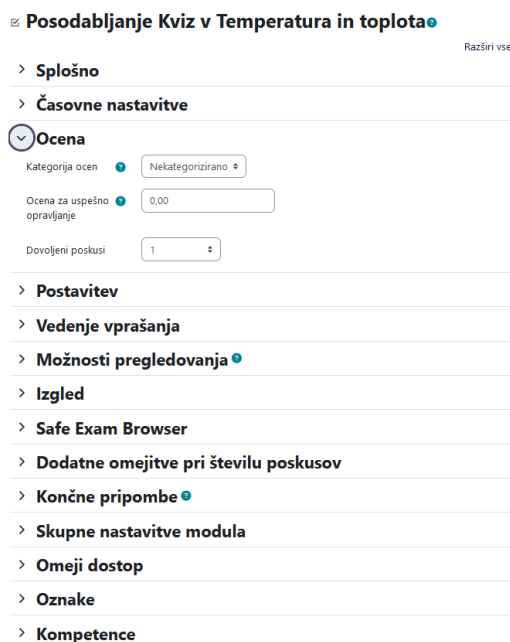 Posodabljanje Kviz v Temperatura in toplota
Razširi vse
Splošno
Časovne nastavitve
Ocena
Kategorija ocen
Nekategorizirano
Ocena za uspešno
opravljanje
0,00
Dovoljeni poskusi
1
Postavitev
Vedenje vprašanja
Možnosti pregledovanja
Izgled
Safe Exam Browser
Dodatne omejitve pri številu poskusov
Končne pripombe
Skupne nastavitve modula
Omeji dostop
Oznake
Kompetence